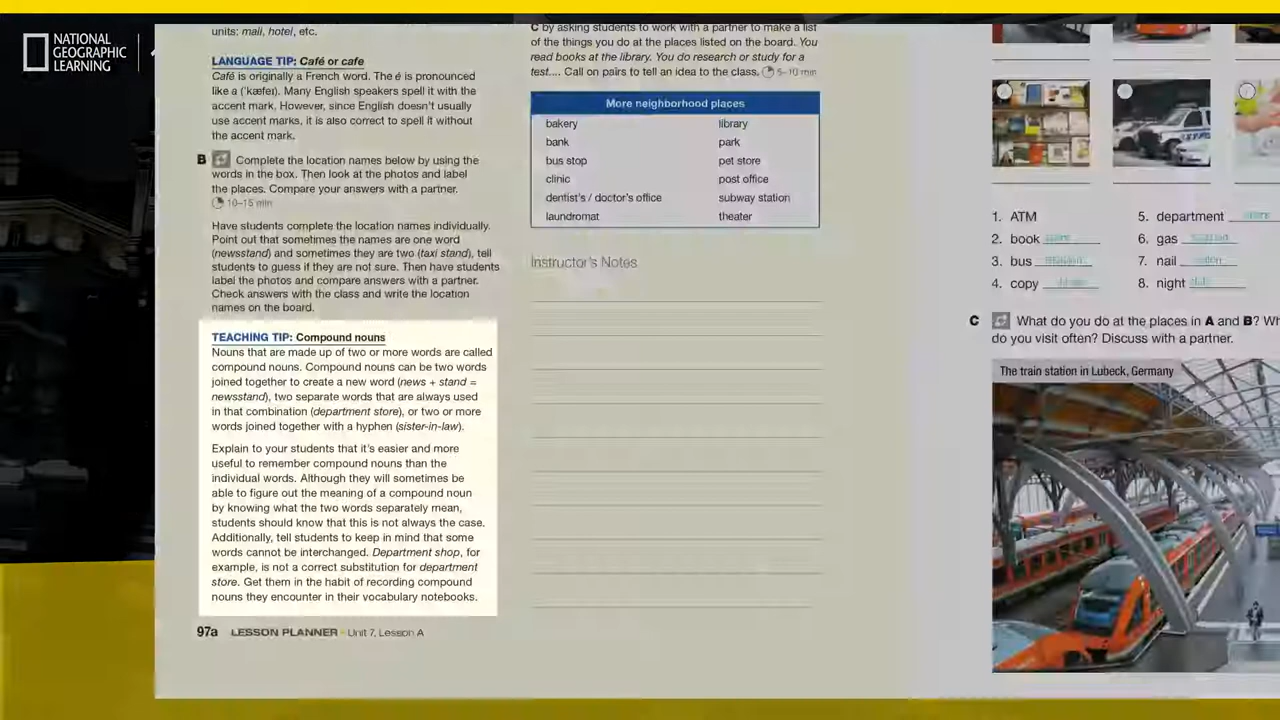 NATIONAL
GEOGRAPHIC
LEARNING
units: mall, hotel, etc.
LANGUAGE TIP: Café or cafe
Café is originally a French word. The é is pronounced
like a (ˈkæfeɪ). Many English speakers spell it with the
accent mark. However, since English doesn't usually
use accent marks, it is also correct to spell it without
the accent mark.
B Complete the location names below by using the
words in the box. Then look at the photos and label
the places. Compare your answers with a partner.
10–15 min
Have students complete the location names individually.
Point out that sometimes the names are one word
(newsstand) and sometimes they are two (taxi stand), tell
students to guess if they are not sure. Then have students
label the photos and compare answers with a partner.
Check answers with the class and write the location
names on the board.
TEACHING TIP: Compound nouns
Nouns that are made up of two or more words are called
compound nouns. Compound nouns can be two words
joined together to create a new word (news + stand =
newsstand), two separate words that are always used
in that combination (department store), or two or more
words joined together with a hyphen (sister-in-law).
Explain to your students that it's easier and more
useful to remember compound nouns than the
individual words. Although they will sometimes be
able to figure out the meaning of a compound noun
by knowing what the two words separately mean,
students should know that this is not always the case.
Additionally, tell students to keep in mind that some
words cannot be interchanged. Department shop, for
example, is not a correct substitution for department
store. Get them in the habit of recording compound
nouns they encounter in their vocabulary notebooks.
97a LESSON PLANNER Unit 7, Lesson A
C by asking students to work with a partner to make a list
of the things you do at the places listed on the board. You
read books at the library. You do research or study for a
test.... Call on pairs to tell an idea to the class. 5–10 min
More neighborhood places
bakery library
bank park
bus stop pet store
clinic post office
dentist's / doctor's office subway station
laundromat theater
Instructor's Notes
1. ATM
2. book
3. bus
4. copy
5. department
6. gas
7. nail
8. night
C What do you do at the places in A and B?
do you visit often? Discuss with a partner.
The train station in Lubeck, Germany